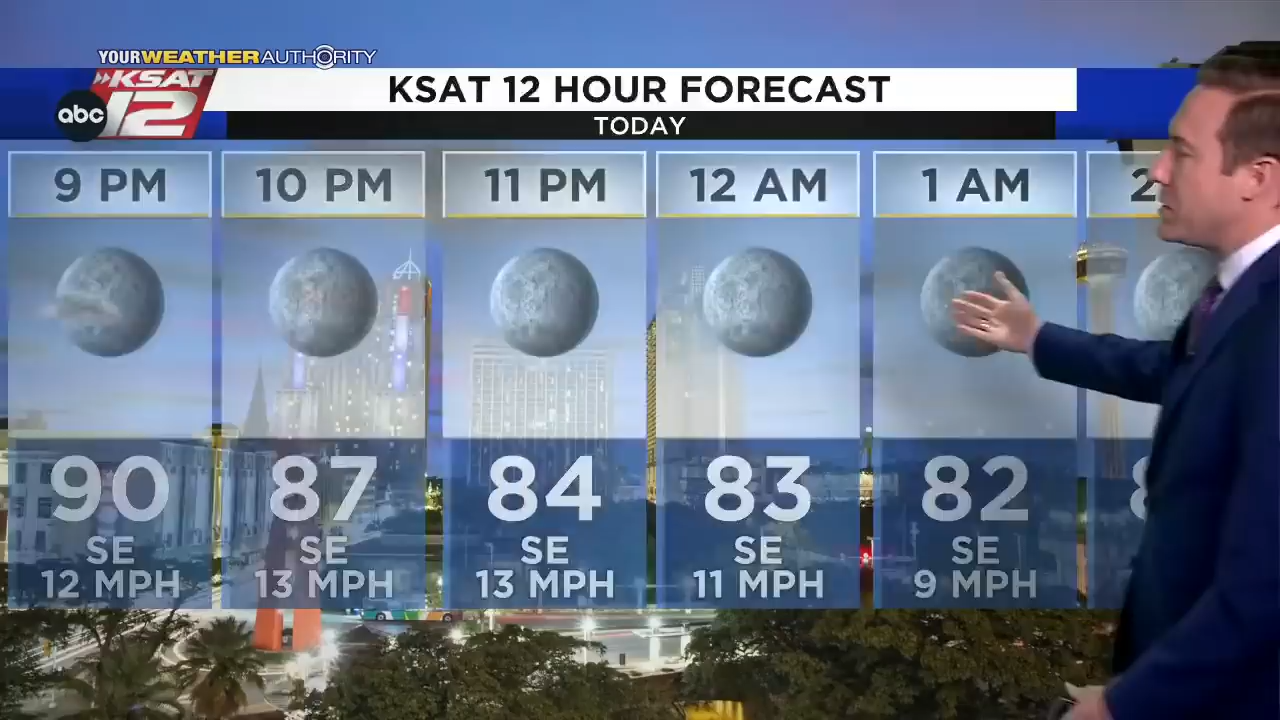 YOURWEATHERAUTHORITY
KSAT
abc 12
KSAT 12 HOUR FORECAST
TODAY
9 PM 10 PM 11 PM 12 AM 1 AM 2
90 87 84 83 82
SE SE SE SE SE
12 MPH 13 MPH 13 MPH 11 MPH 9 MPH